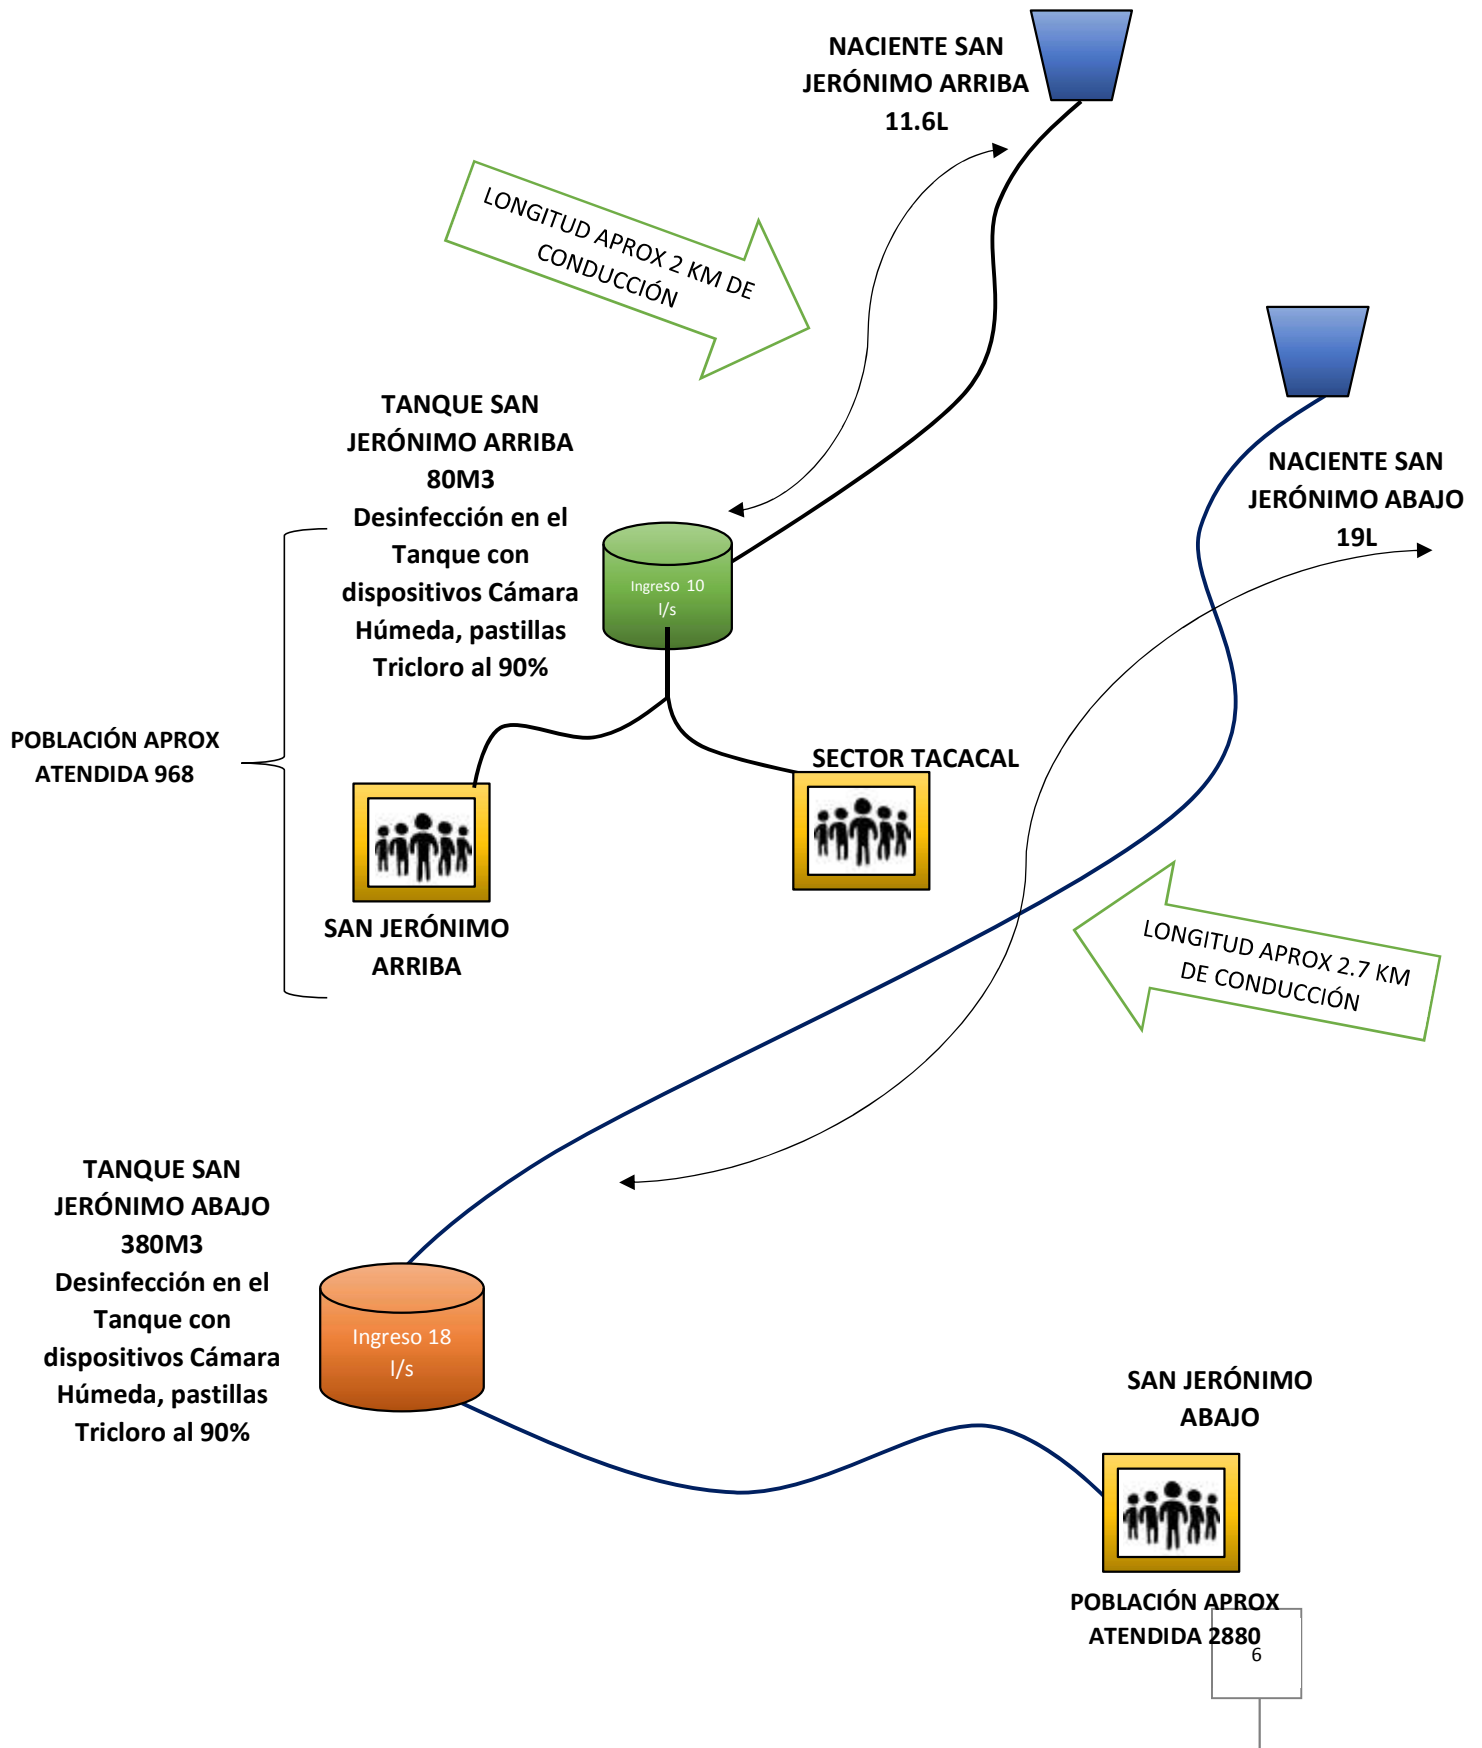 NACIENTE SAN
JERÓNIMO ARRIBA
11.6L
LONGITUD APROX 2 KM DE
CONDUCCIÓN
TANQUE SAN
JERÓNIMO ARRIBA
80M3
Desinfección en el
Tanque con
dispositivos Cámara
Húmeda, pastillas
Tricloro al 90%
Ingreso 10
l/s
NACIENTE SAN
JERÓNIMO ABAJO
19L
POBLACIÓN APROX
ATENDIDA 968
SECTOR TACACAL
SAN JERÓNIMO
ARRIBA
LONGITUD APROX 2.7 KM
DE CONDUCCIÓN
TANQUE SAN
JERÓNIMO ABAJO
380M3
Desinfección en el
Tanque con
dispositivos Cámara
Húmeda, pastillas
Tricloro al 90%
Ingreso 18
l/s
SAN JERÓNIMO
ABAJO
POBLACIÓN APROX
ATENDIDA 2880
6